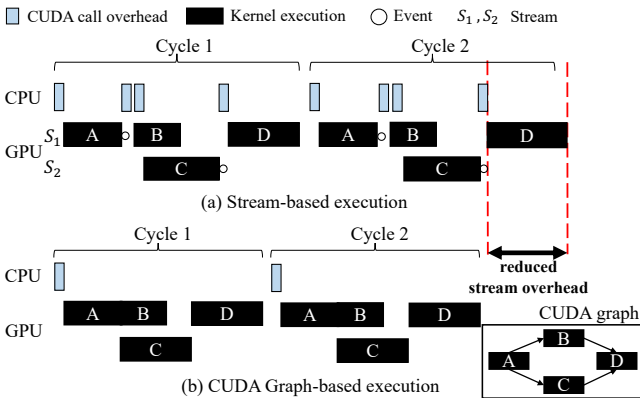 CUDA call overhead Kernel execution Event S₁, S₂ Stream
Cycle 1 Cycle 2
CPU
S₁ A B D A B D
GPU
S₂ C C
(a) Stream-based execution
Cycle 1 Cycle 2
reduced
stream overhead
CPU
A B D A B D
GPU
C C
(b) CUDA Graph-based execution
CUDA graph
B
A D
C